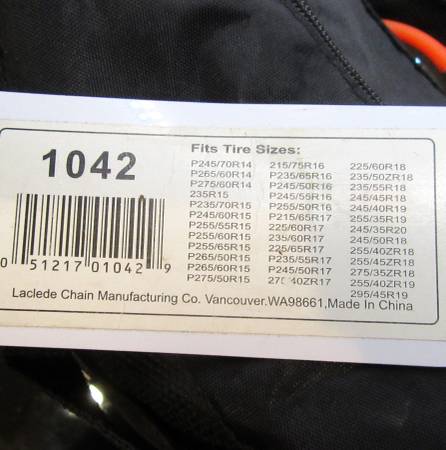 1042
0 51217 01042 9
Fits Tire Sizes:
P245/70R14
P265/60R14
P275/60R14
235R15
P235/70R15
P245/60R15
P255/55R15
P255/60R15
P255/65R15
P265/50R15
P265/60R15
P275/50R15
215/75R16
P235/65R16
P245/50R16
P245/55R16
P255/50R16
P215/65R17
225/60R17
235/60R17
225/65R17
P235/55R17
P245/50R17
275/40ZR17
225/60R18
235/50ZR18
235/55R18
245/45R18
245/40R19
255/35R19
245/35R20
245/50R18
255/40ZR18
275/35ZR18
255/40R18
255/45ZR18
295/45R19
Laclede Chain Manufacturing Co. Vancouver.WA98661,Made In China